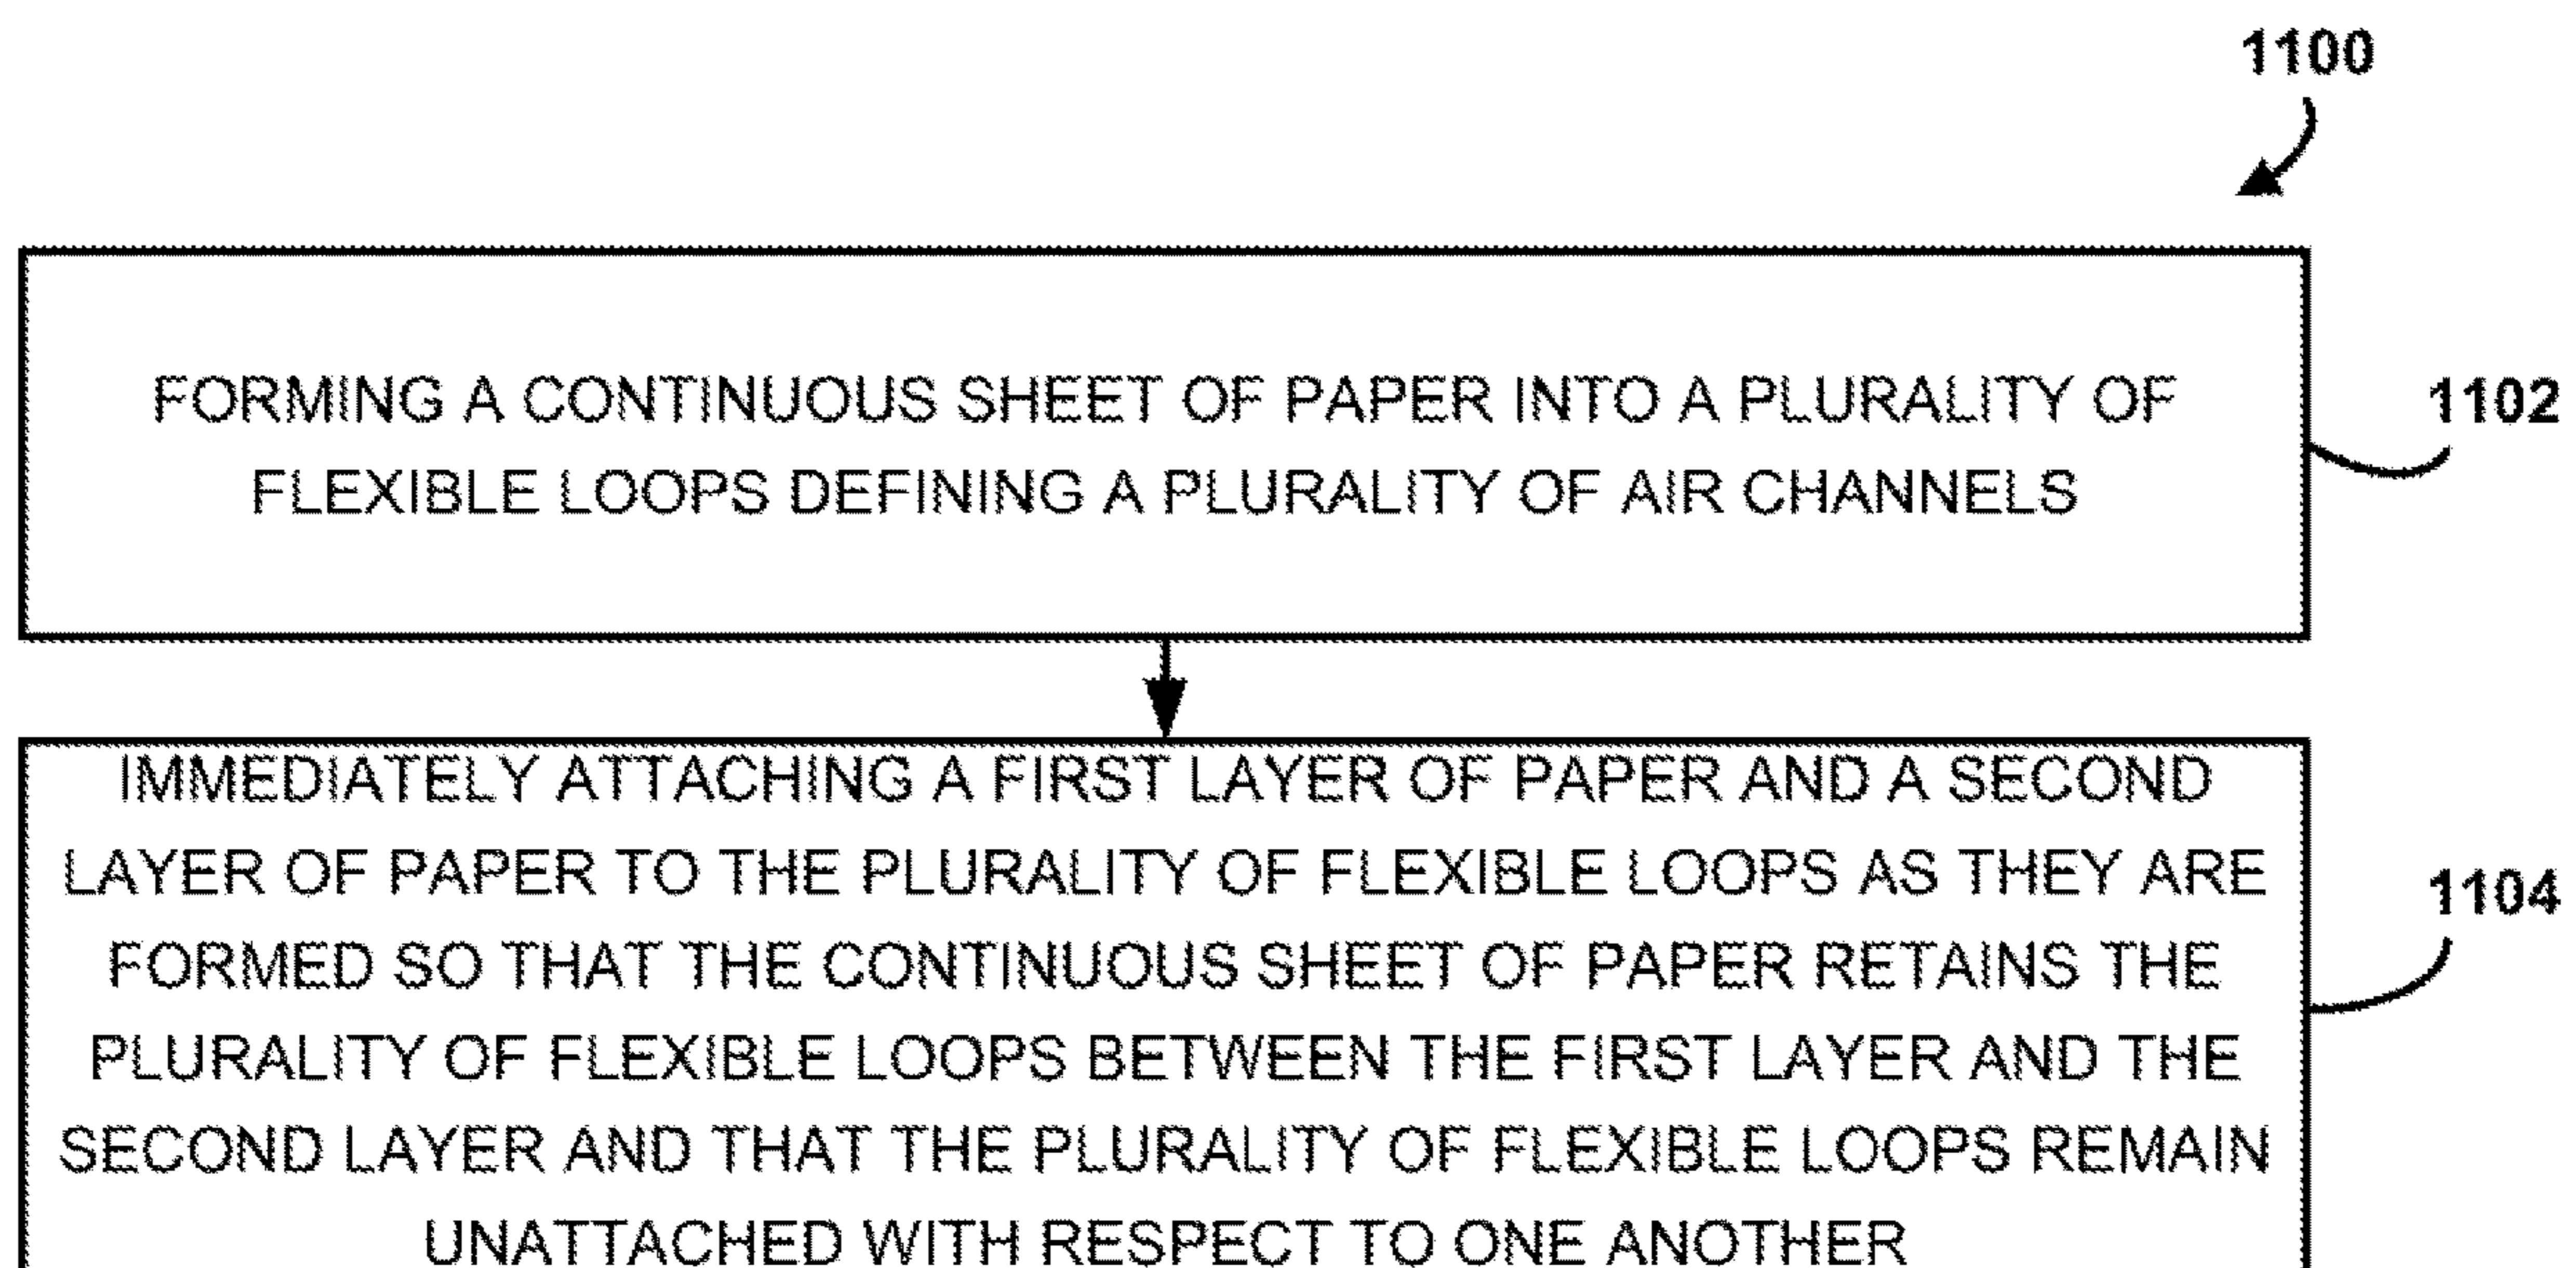 1100
FORMING A CONTINUOUS SHEET OF PAPER INTO A PLURALITY OF
FLEXIBLE LOOPS DEFINING A PLURALITY OF AIR CHANNELS
1102
IMMEDIATELY ATTACHING A FIRST LAYER OF PAPER AND A SECOND
LAYER OF PAPER TO THE PLURALITY OF FLEXIBLE LOOPS AS THEY ARE
FORMED SO THAT THE CONTINUOUS SHEET OF PAPER RETAINS THE
PLURALITY OF FLEXIBLE LOOPS BETWEEN THE FIRST LAYER AND THE
SECOND LAYER AND THAT THE PLURALITY OF FLEXIBLE LOOPS REMAIN
UNATTACHED WITH RESPECT TO ONE ANOTHER
1104